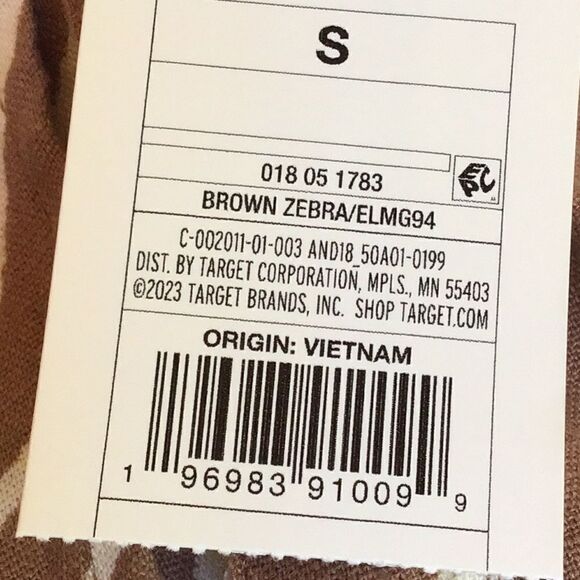 S
018 05 1783
EPC
BROWN ZEBRA/ELMG94
C-002011-01-003 AND18_50A01-0199
DIST. BY TARGET CORPORATION, MPLS., MN 55403
©2023 TARGET BRANDS, INC. SHOP TARGET.COM
ORIGIN: VIETNAM
1 96983 91009 9